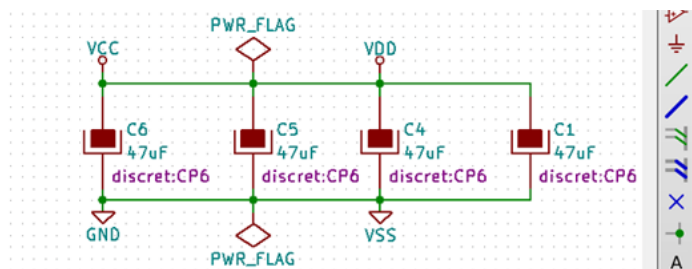 PWR_FLAG
VCC
VDD
C6
47uF
discret:CP6
C5
47uF
discret:CP6
C4
47uF
discret:CP6
C1
47uF
discret:CP6
GND
VSS
PWR_FLAG
A